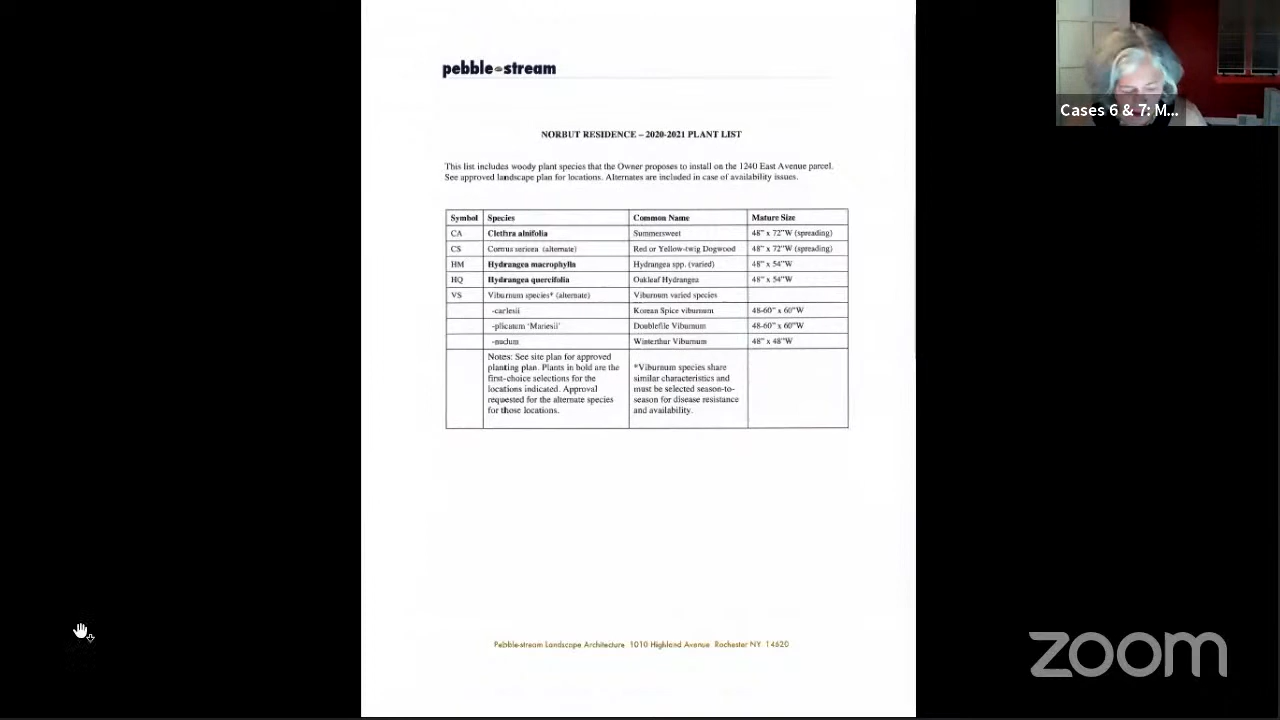 Cases 6 & 7: M...
pebble-stream
NORBUT RESIDENCE – 2020-2021 PLANT LIST
This list includes woody plant species that the Owner proposes to install on the 1240 East Avenue parcel.
See approved landscape plan for locations. Alternates are included in case of availability issues.
Symbol Species Common Name Mature Size
CA Clethra alnifolia Summersweet 48" x 72"W (spreading)
CS Cornus sericea (alternate) Red or Yellow-twig Dogwood 48" x 72"W (spreading)
HM Hydrangea macrophylla Hydrangea spp. (varied) 48" x 54"W
HQ Hydrangea quercifolia Oakleaf Hydrangea 48" x 54"W
VS Viburnum species* (alternate) Viburnum varied species
-carlesii Korean Spice viburnum 48-60" x 60"W
-plicatum 'Mariesii' Doublefile Viburnum 48-60" x 60"W
-nudum Winterthur Viburnum 48" x 48"W
Notes: See site plan for approved
planting plan. Plants in bold are the
first-choice selections for the
locations indicated. Approval
requested for the alternate species
for those locations.
*Viburnum species share
similar characteristics and
must be selected season-to-
season for disease resistance
and availability.
Pebble-stream Landscape Architecture 1010 Highland Avenue Rochester NY 14620
zoom